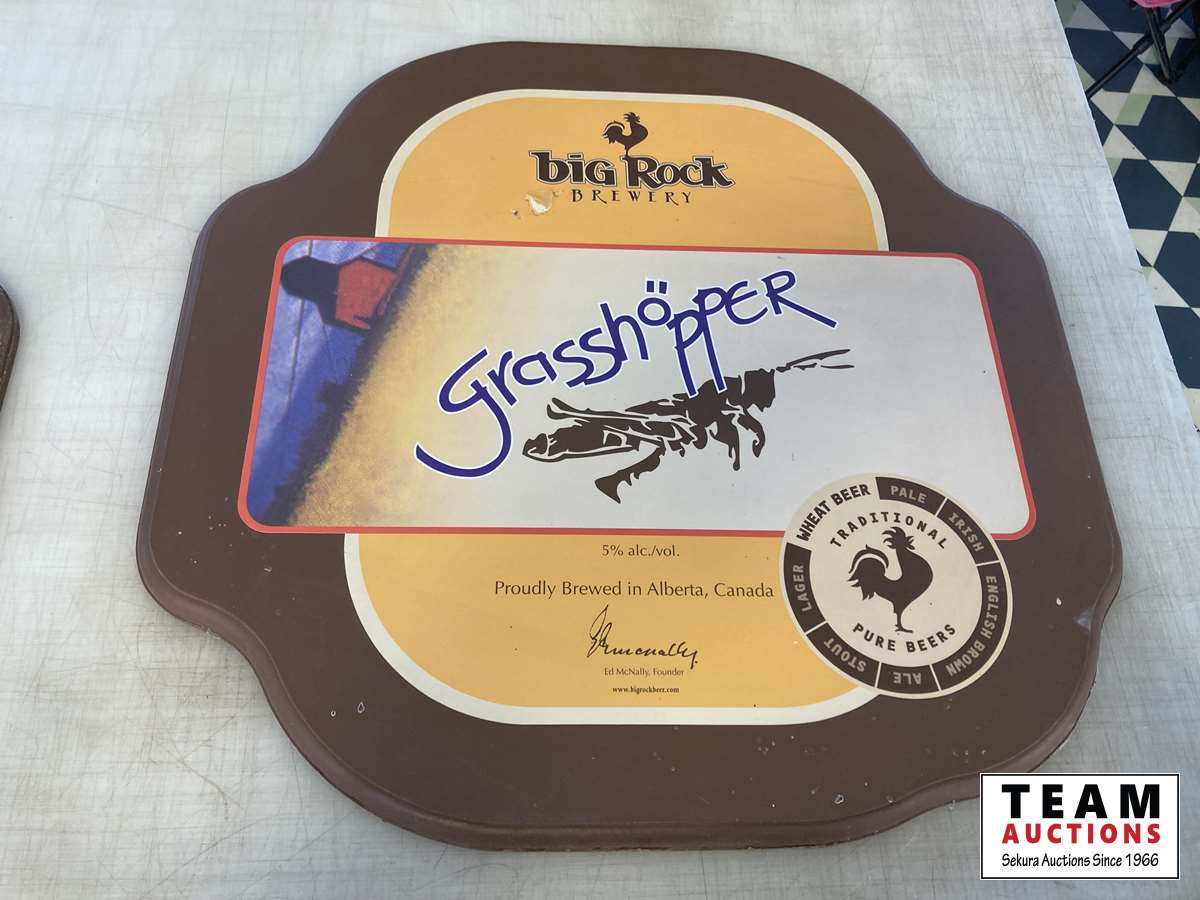 big Rock
BREWERY
Grasshöpper
5% alc./vol.
Proudly Brewed in Alberta, Canada
Ed McNally, Founder
www.bigrockbeer.com
WHEAT BEER
PALE
IRISH
ENGLISH BROWN
ALE
STOUT
LAGER
TRADITIONAL
PURE BEERS
TEAM
AUCTIONS
Sekura Auctions Since 1966